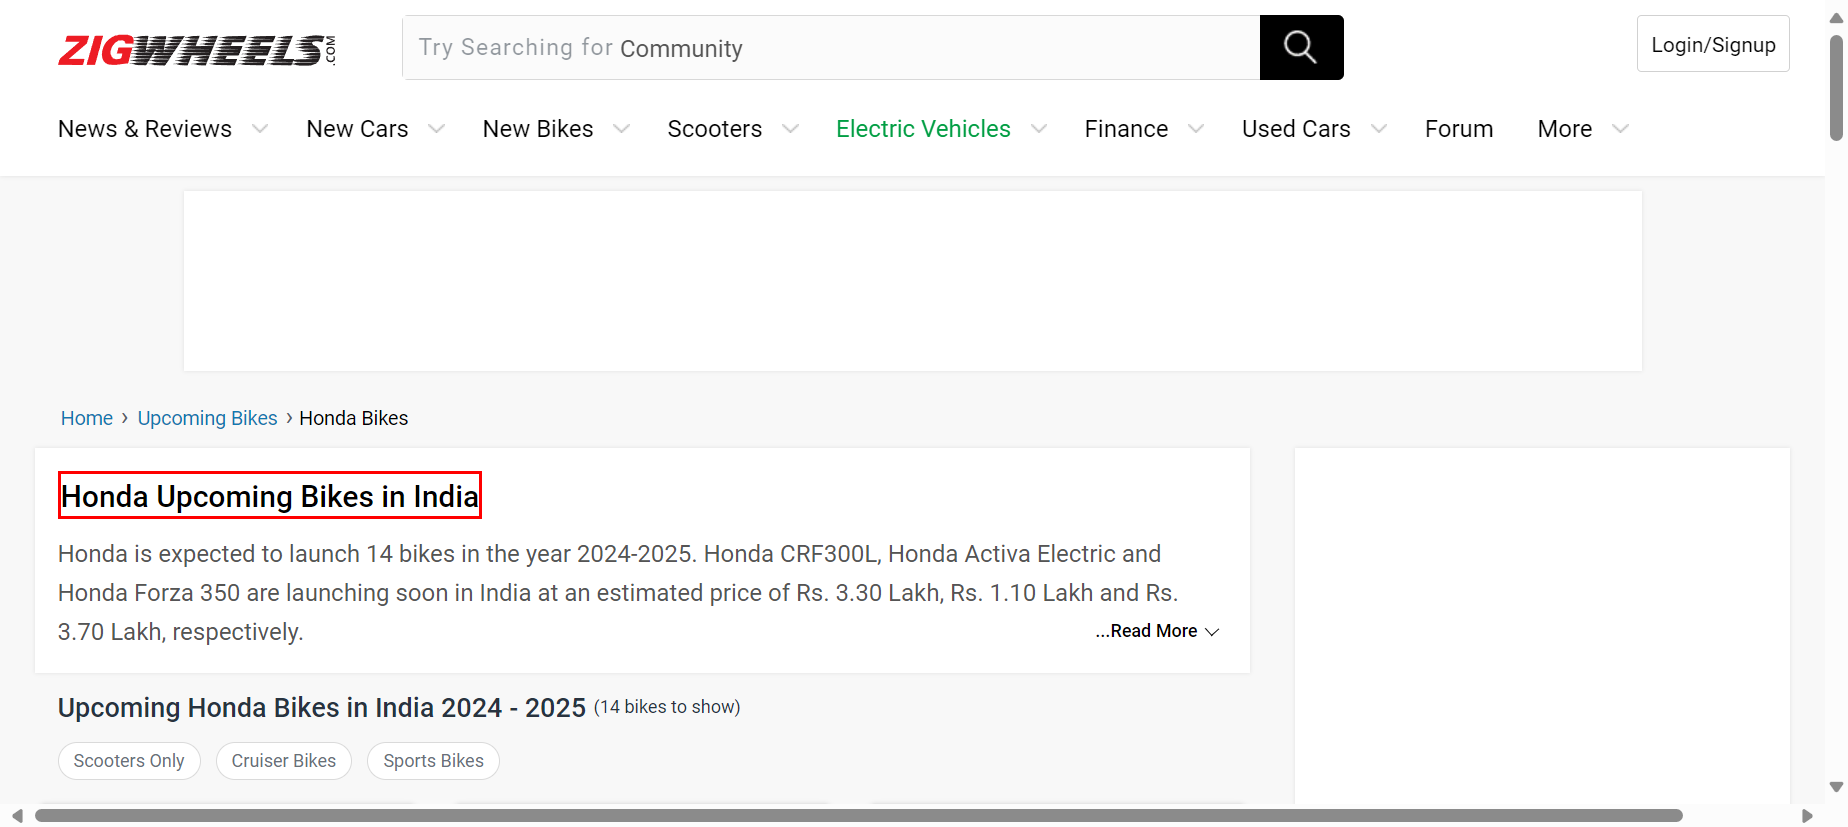 ZIGWHEELS.COM
Try Searching for Community
Login/Signup
News & Reviews New Cars New Bikes Scooters Electric Vehicles Finance Used Cars Forum More
Home › Upcoming Bikes › Honda Bikes
Honda Upcoming Bikes in India
Honda is expected to launch 14 bikes in the year 2024-2025. Honda CRF300L, Honda Activa Electric and
Honda Forza 350 are launching soon in India at an estimated price of Rs. 3.30 Lakh, Rs. 1.10 Lakh and Rs.
3.70 Lakh, respectively.
...Read More
Upcoming Honda Bikes in India 2024 - 2025 (14 bikes to show)
Scooters Only Cruiser Bikes Sports Bikes